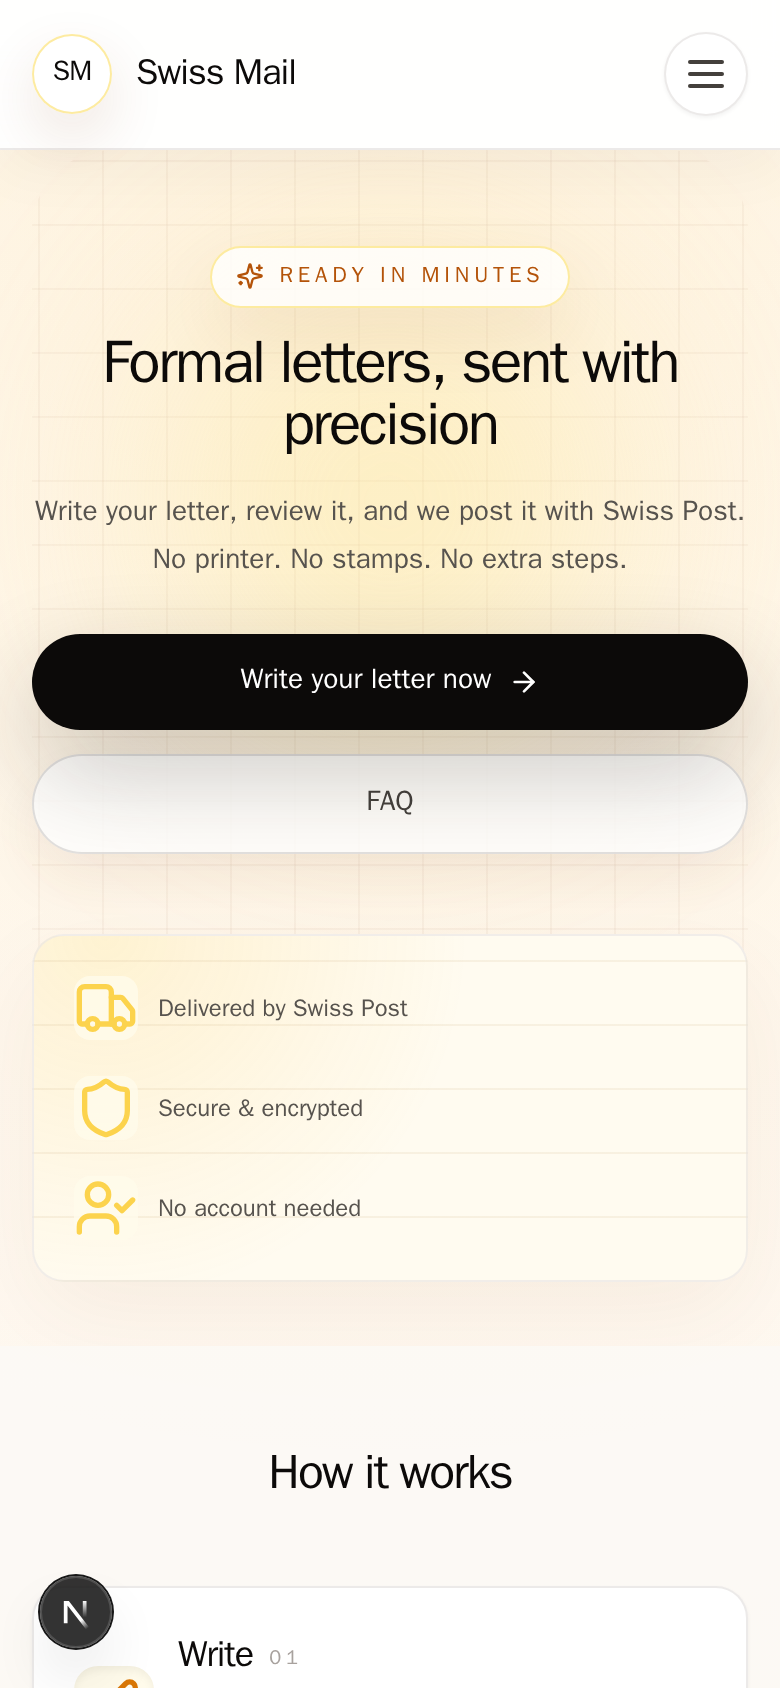 SM
Swiss Mail
READY IN MINUTES
Formal letters, sent with
precision
Write your letter, review it, and we post it with Swiss Post.
No printer. No stamps. No extra steps.
Write your letter now
FAQ
Delivered by Swiss Post
Secure & encrypted
No account needed
How it works
N
Write 01